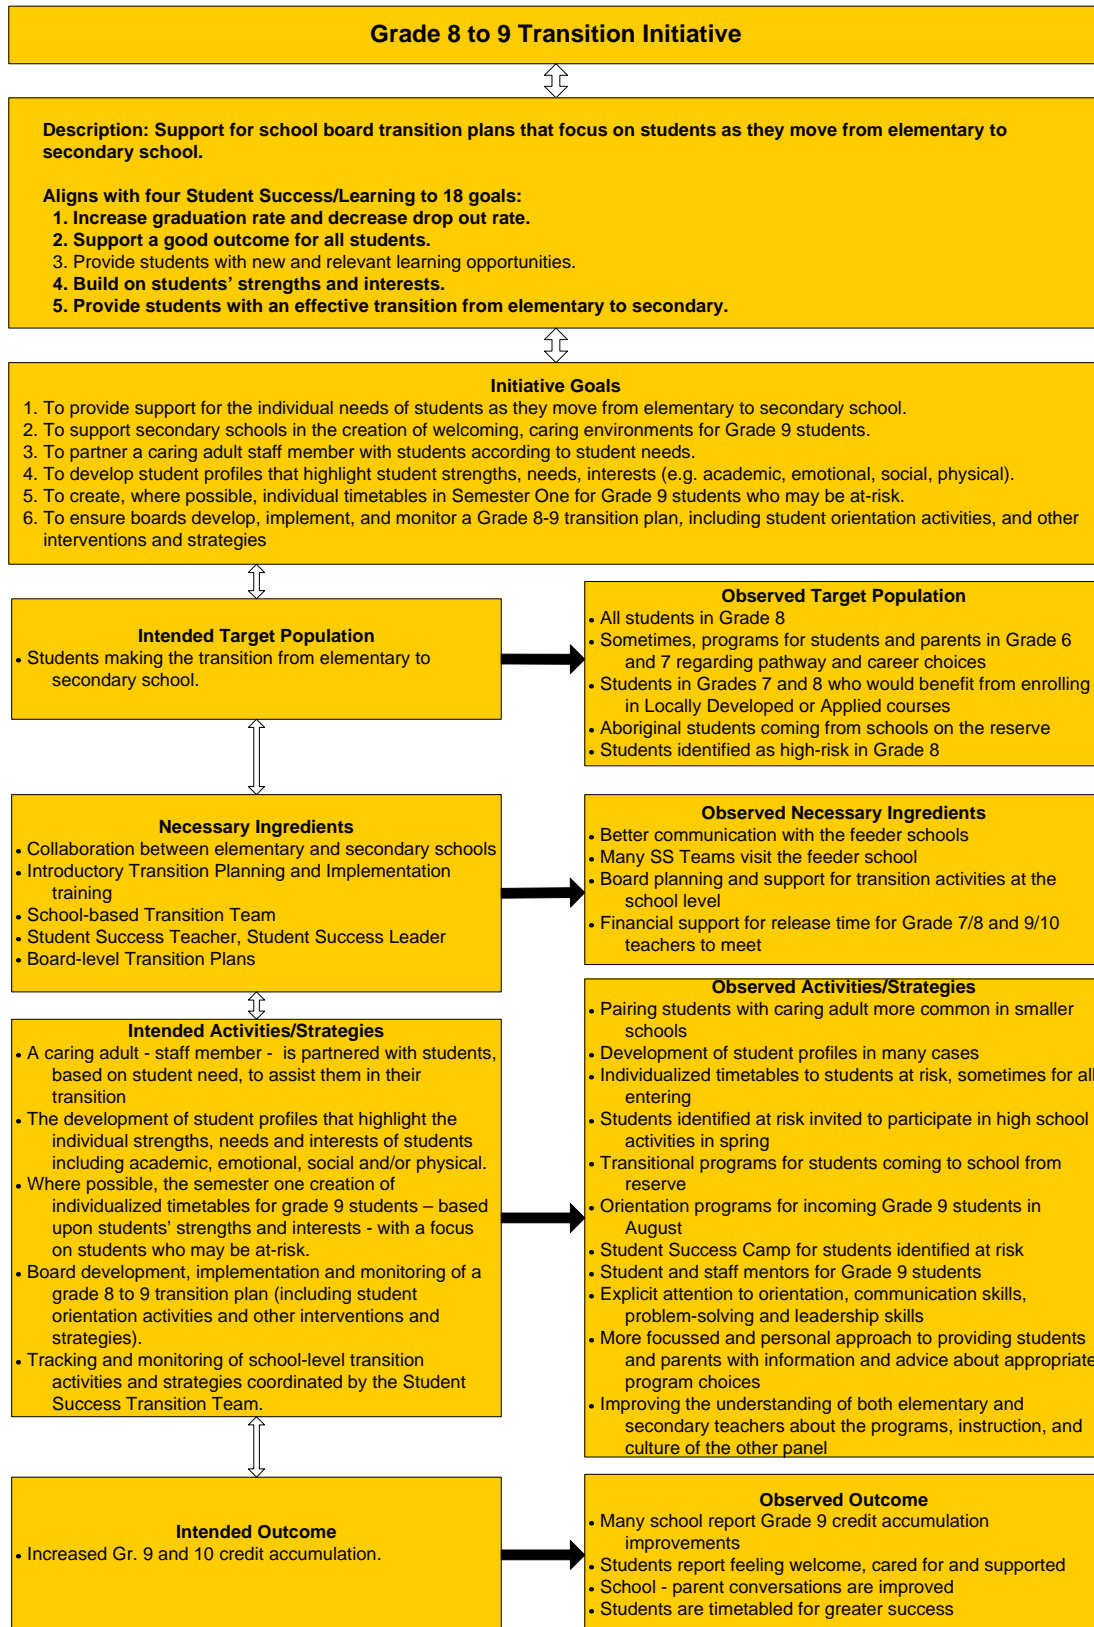 Grade 8 to 9 Transition Initiative
Description: Support for school board transition plans that focus on students as they move from elementary to
secondary school.
Aligns with four Student Success/Learning to 18 goals:
1. Increase graduation rate and decrease drop out rate.
2. Support a good outcome for all students.
3. Provide students with new and relevant learning opportunities.
4. Build on students’ strengths and interests.
5. Provide students with an effective transition from elementary to secondary.
Initiative Goals
1. To provide support for the individual needs of students as they move from elementary to secondary school.
2. To support secondary schools in the creation of welcoming, caring environments for Grade 9 students.
3. To partner a caring adult staff member with students according to student needs.
4. To develop student profiles that highlight student strengths, needs, interests (e.g. academic, emotional, social, physical).
5. To create, where possible, individual timetables in Semester One for Grade 9 students who may be at-risk.
6. To ensure boards develop, implement, and monitor a Grade 8-9 transition plan, including student orientation activities, and other
interventions and strategies
Intended Target Population
• Students making the transition from elementary to
secondary school.
Observed Target Population
• All students in Grade 8
• Sometimes, programs for students and parents in Grade 6
and 7 regarding pathway and career choices
• Students in Grades 7 and 8 who would benefit from enrolling
in Locally Developed or Applied courses
• Aboriginal students coming from schools on the reserve
• Students identified as high-risk in Grade 8
Necessary Ingredients
• Collaboration between elementary and secondary schools
• Introductory Transition Planning and Implementation
training
• School-based Transition Team
• Student Success Teacher, Student Success Leader
• Board-level Transition Plans
Observed Necessary Ingredients
• Better communication with the feeder schools
• Many SS Teams visit the feeder school
• Board planning and support for transition activities at the
school level
• Financial support for release time for Grade 7/8 and 9/10
teachers to meet
Intended Activities/Strategies
• A caring adult - staff member - is partnered with students,
based on student need, to assist them in their
transition
• The development of student profiles that highlight the
individual strengths, needs and interests of students
including academic, emotional, social and/or physical.
• Where possible, the semester one creation of
individualized timetables for grade 9 students – based
upon students’ strengths and interests - with a focus
on students who may be at-risk.
• Board development, implementation and monitoring of a
grade 8 to 9 transition plan (including student
orientation activities and other interventions and
strategies).
• Tracking and monitoring of school-level transition
activities and strategies coordinated by the Student
Success Transition Team.
Observed Activities/Strategies
• Pairing students with caring adult more common in smaller
schools
• Development of student profiles in many cases
• Individualized timetables to students at risk, sometimes for all
entering
• Students identified at risk invited to participate in high school
activities in spring
• Transitional programs for students coming to school from
reserve
• Orientation programs for incoming Grade 9 students in
August
• Student Success Camp for students identified at risk
• Student and staff mentors for Grade 9 students
• Explicit attention to orientation, communication skills,
problem-solving and leadership skills
• More focussed and personal approach to providing students
and parents with information and advice about appropriate
program choices
• Improving the understanding of both elementary and
secondary teachers about the programs, instruction, and
culture of the other panel
Intended Outcome
• Increased Gr. 9 and 10 credit accumulation.
Observed Outcome
• Many school report Grade 9 credit accumulation
improvements
• Students report feeling welcome, cared for and supported
• School - parent conversations are improved
• Students are timetabled for greater success